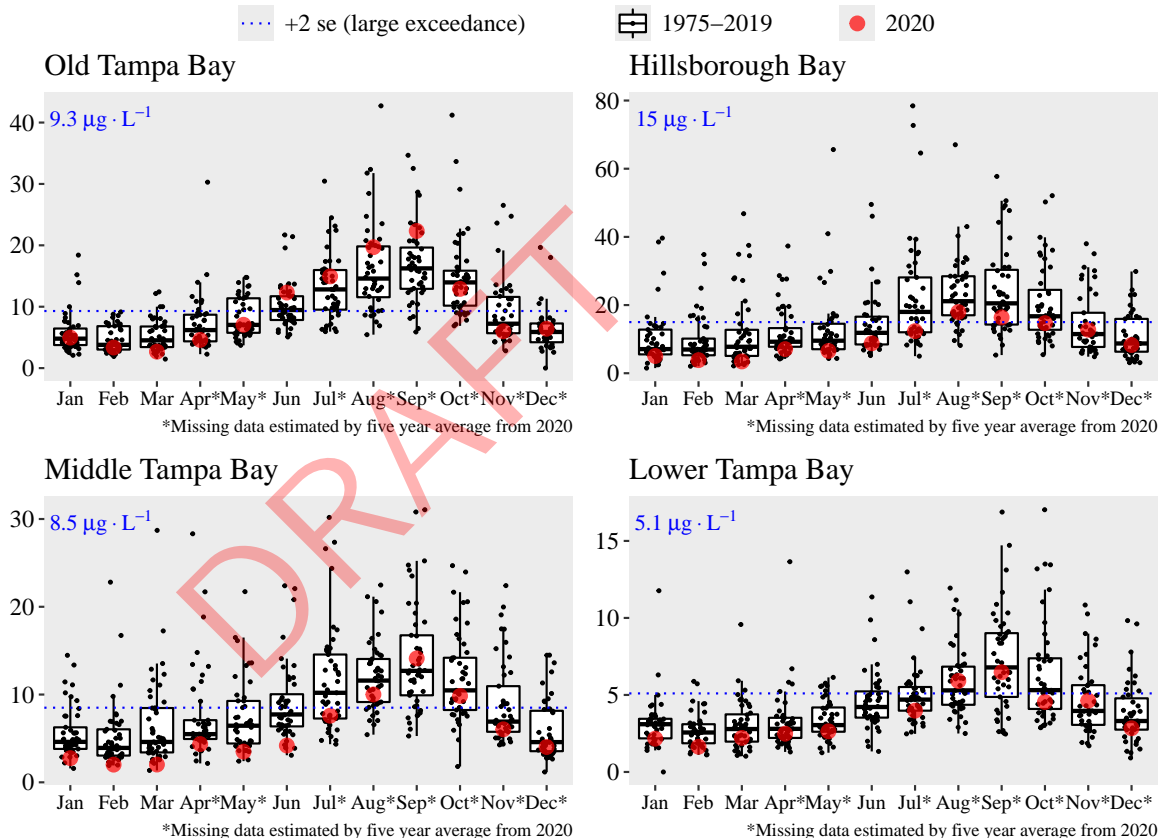 +2 se (large exceedance) 1975–2019 2020
Old Tampa Bay
9.3 μg · L⁻¹
40
30
20
10
0
Jan Feb Mar Apr* May* Jun Jul* Aug* Sep* Oct* Nov* Dec*
*Missing data estimated by five year average from 2020
Hillsborough Bay
15 μg · L⁻¹
80
60
40
20
0
Jan Feb Mar Apr* May* Jun Jul* Aug* Sep* Oct* Nov* Dec*
*Missing data estimated by five year average from 2020
Middle Tampa Bay
8.5 μg · L⁻¹
30
20
10
0
Jan Feb Mar Apr* May* Jun Jul* Aug* Sep* Oct* Nov* Dec*
*Missing data estimated by five year average from 2020
Lower Tampa Bay
5.1 μg · L⁻¹
15
10
5
0
Jan Feb Mar Apr* May* Jun Jul* Aug* Sep* Oct* Nov* Dec*
*Missing data estimated by five year average from 2020
DRAFT